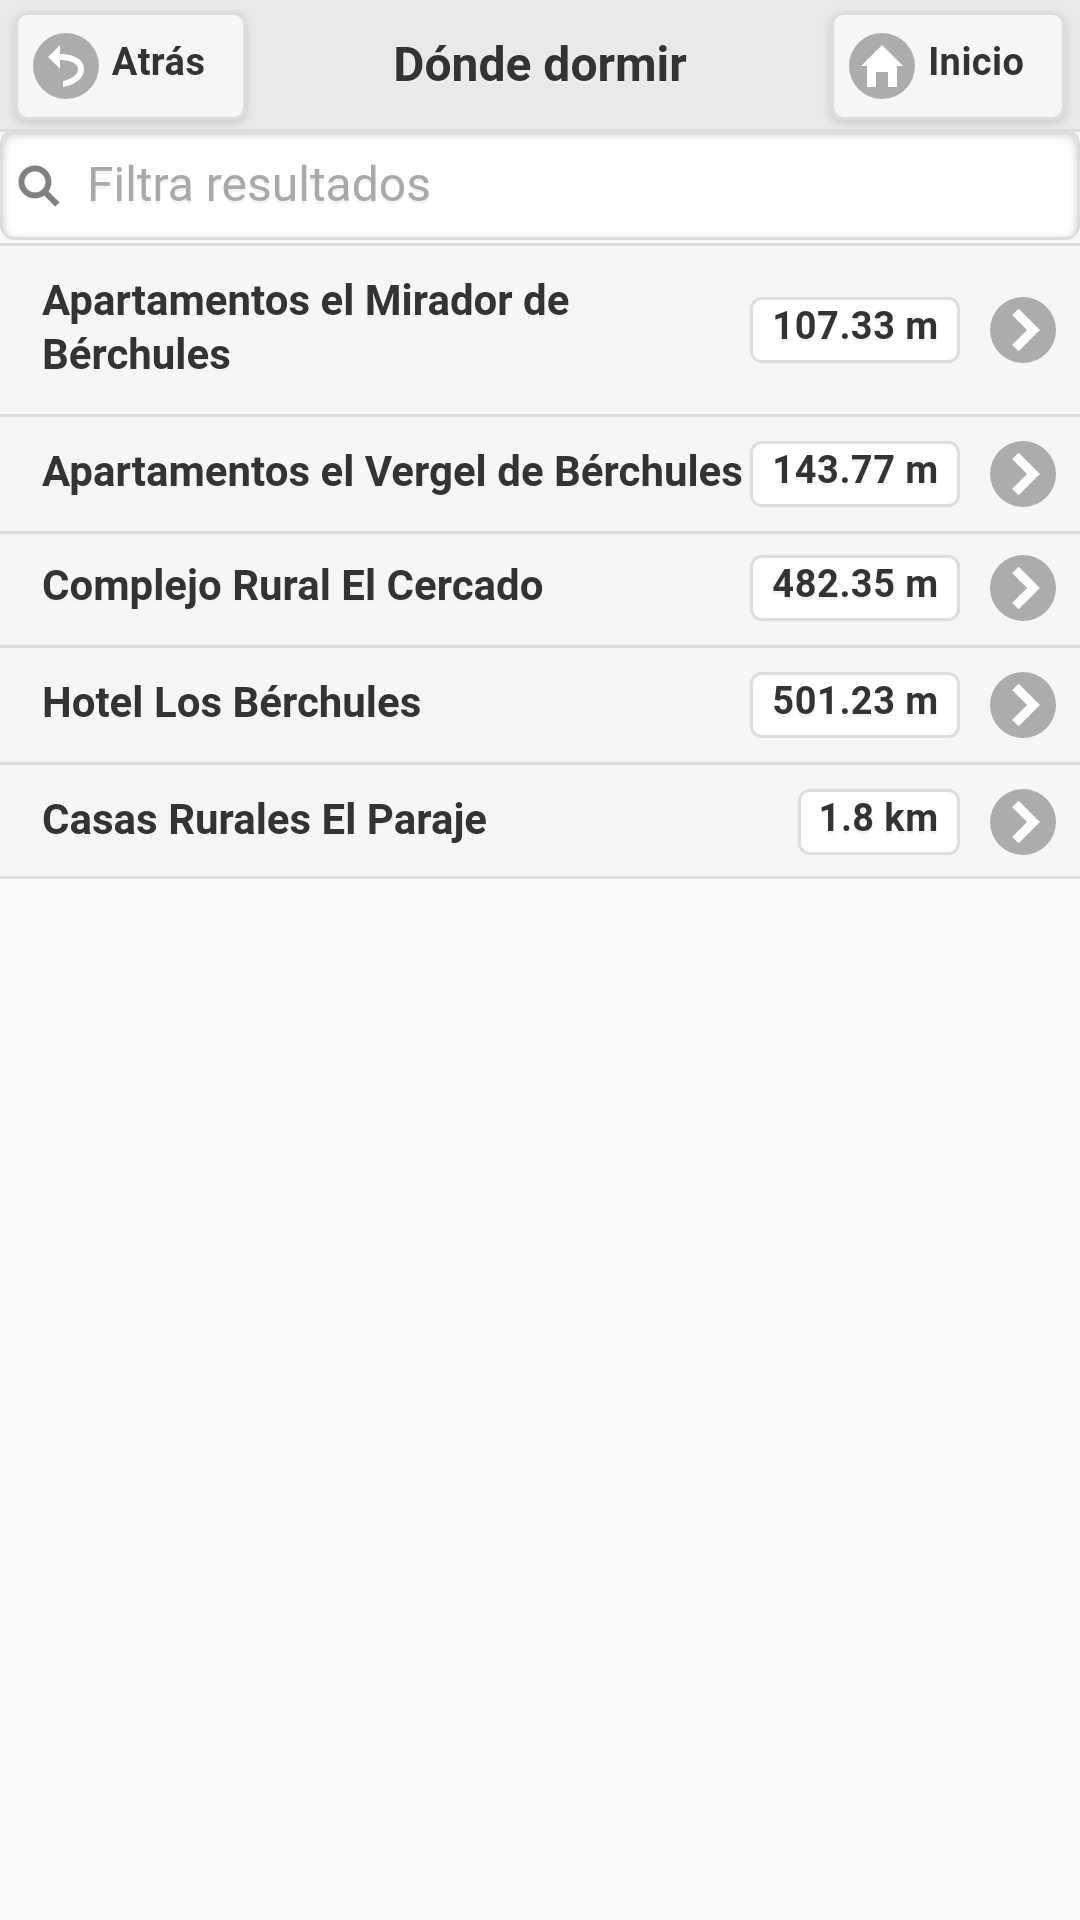 Atrás
Dónde dormir
Inicio
Filtra resultados
Apartamentos el Mirador de
Bérchules
107.33 m
Apartamentos el Vergel de Bérchules
143.77 m
Complejo Rural El Cercado
482.35 m
Hotel Los Bérchules
501.23 m
Casas Rurales El Paraje
1.8 km